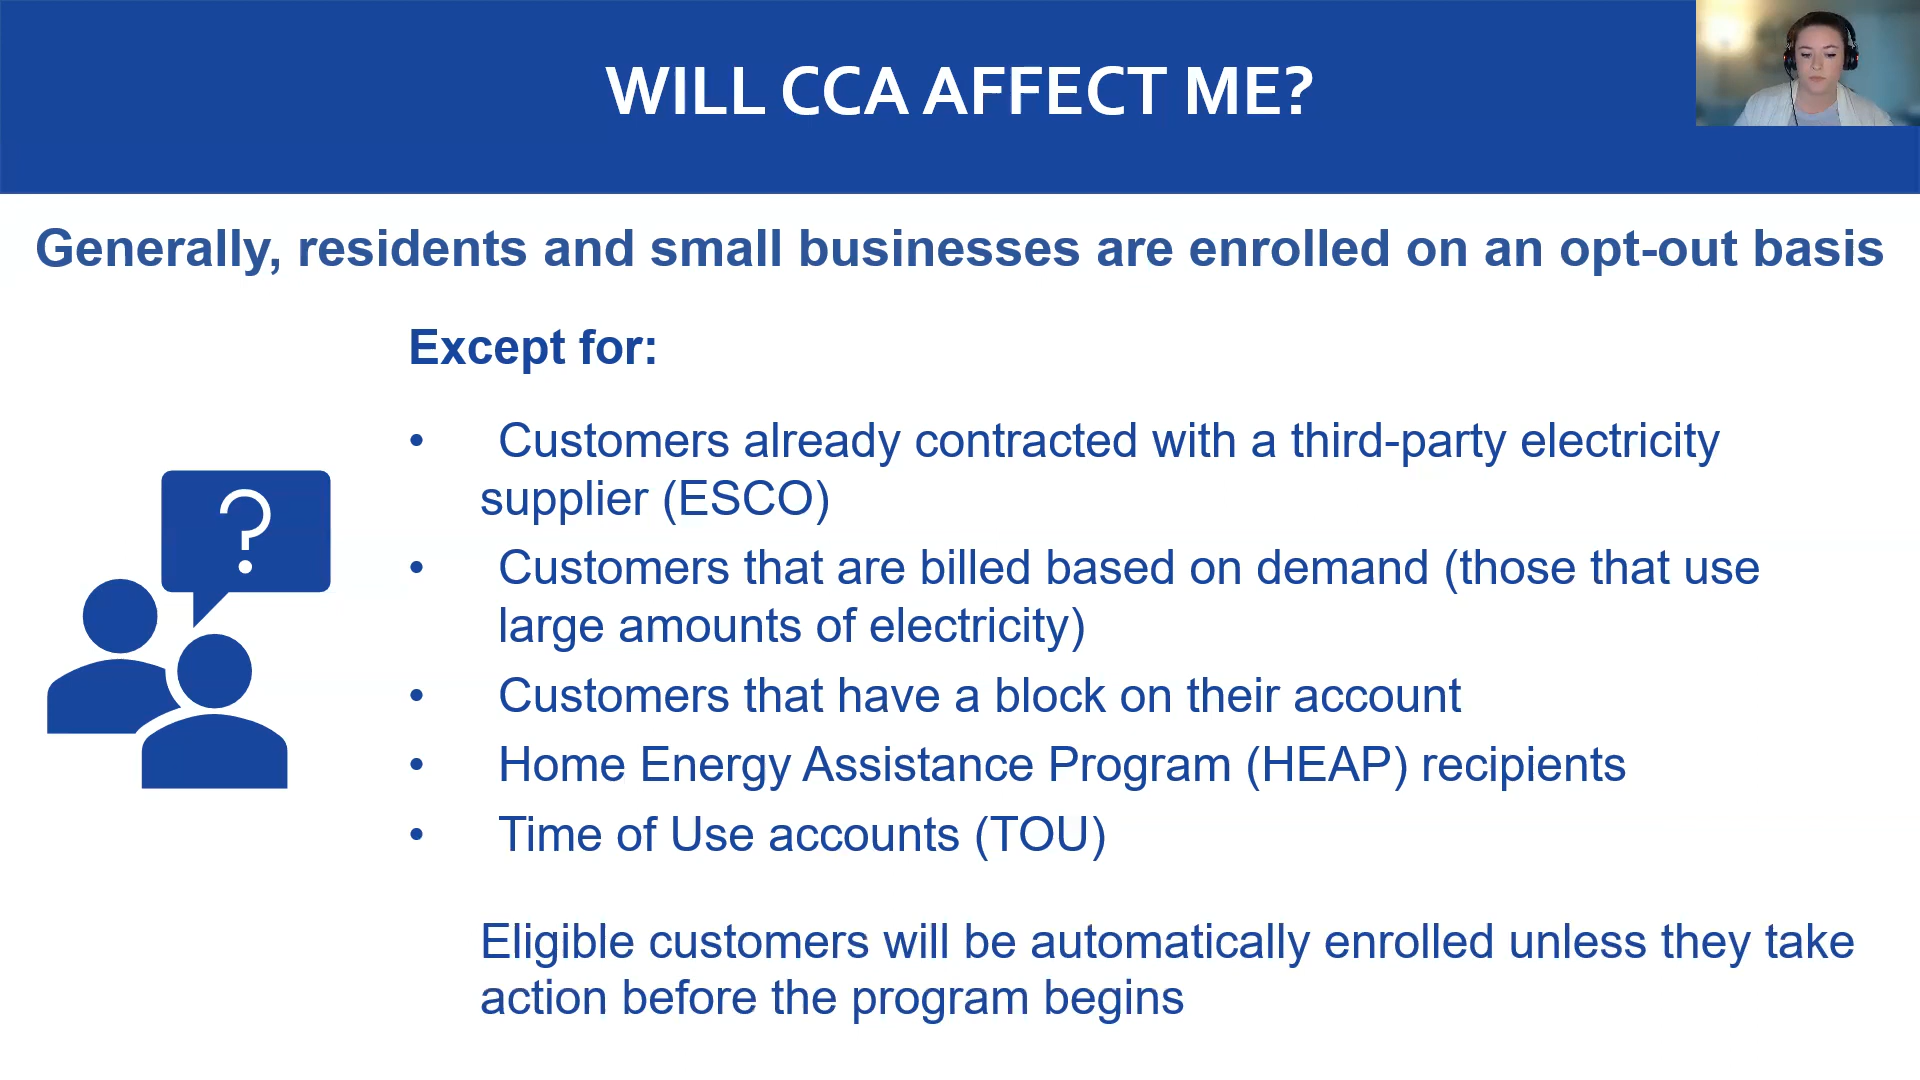 WILL CCA AFFECT ME?
Generally, residents and small businesses are enrolled on an opt-out basis
Except for:
• Customers already contracted with a third-party electricity
supplier (ESCO)
• Customers that are billed based on demand (those that use
large amounts of electricity)
• Customers that have a block on their account
• Home Energy Assistance Program (HEAP) recipients
• Time of Use accounts (TOU)
?
Eligible customers will be automatically enrolled unless they take
action before the program begins